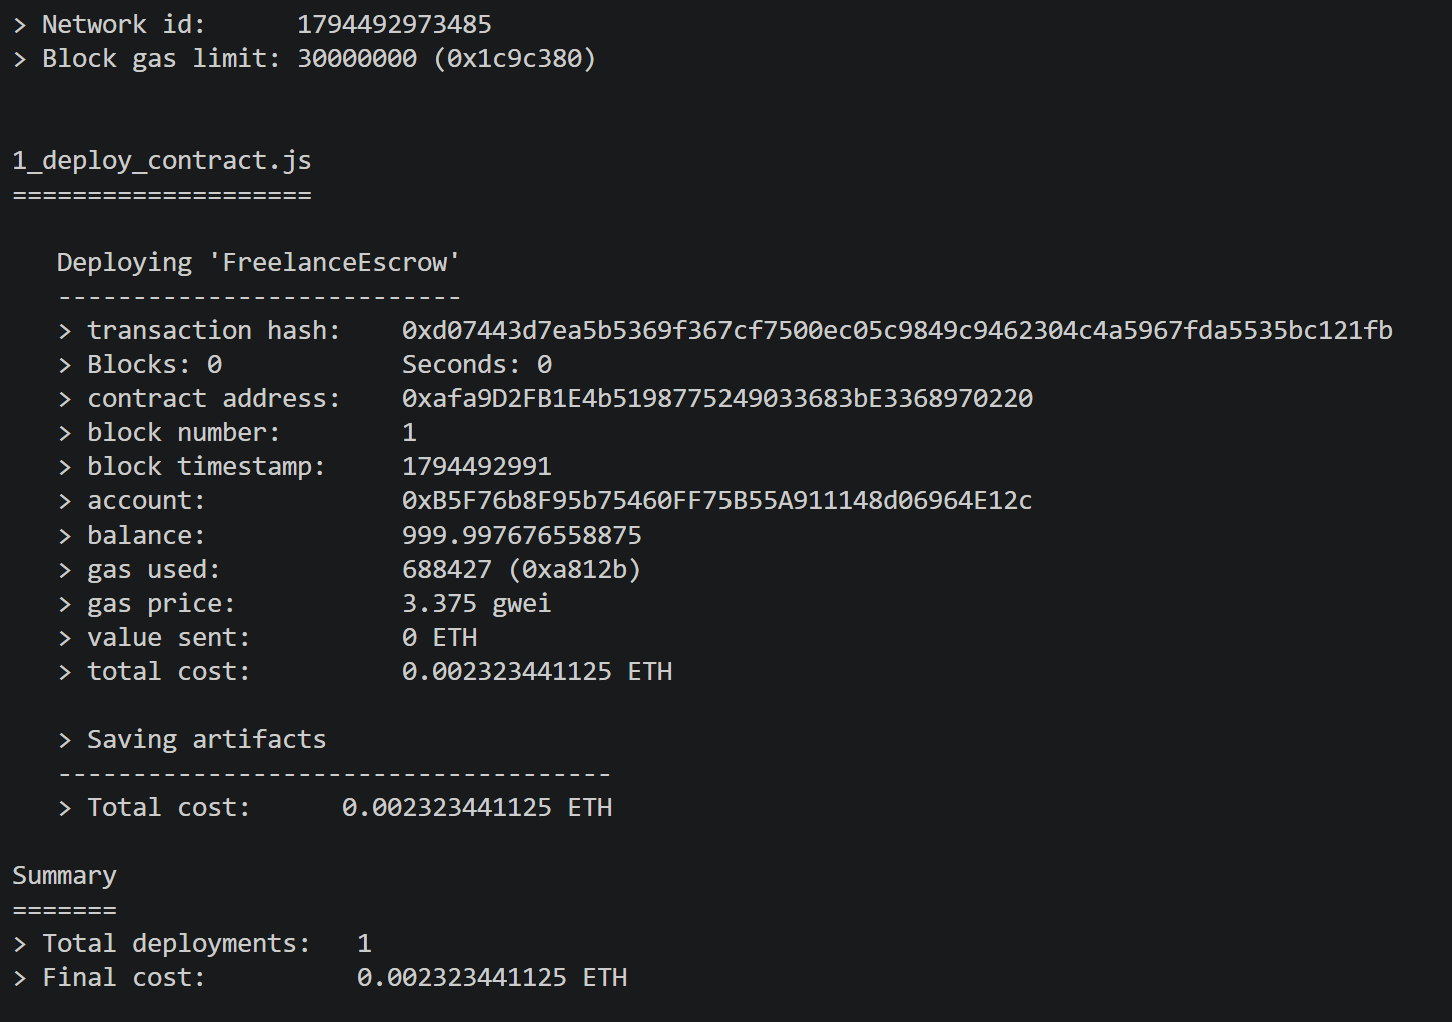 > Network id:      1794492973485
> Block gas limit: 30000000 (0x1c9c380)
1_deploy_contract.js
====================
   Deploying 'FreelanceEscrow'
   ---------------------------
   > transaction hash:    0xd07443d7ea5b5369f367cf7500ec05c9849c9462304c4a5967fda5535bc121fb
   > Blocks: 0            Seconds: 0
   > contract address:    0xafa9D2FB1E4b5198775249033683bE3368970220
   > block number:        1
   > block timestamp:     1794492991
   > account:             0xB5F76b8F95b75460FF75B55A911148d06964E12c
   > balance:             999.997676558875
   > gas used:            688427 (0xa812b)
   > gas price:           3.375 gwei
   > value sent:          0 ETH
   > total cost:          0.002323441125 ETH
   > Saving artifacts
   -------------------------------------
   > Total cost:      0.002323441125 ETH
Summary
=======
> Total deployments:   1
> Final cost:          0.002323441125 ETH